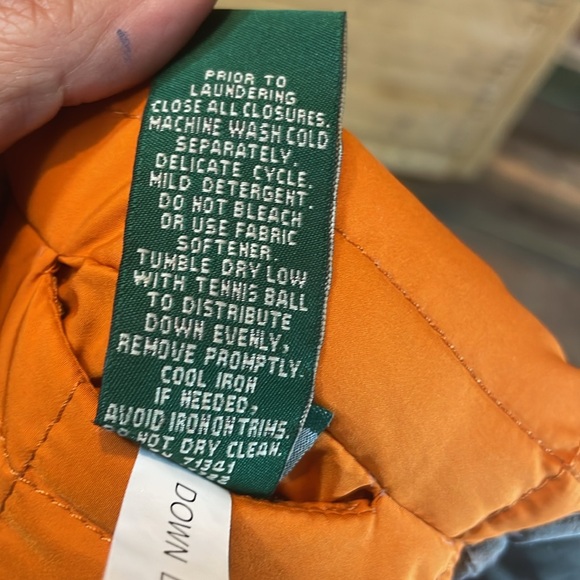 PRIOR TO
LAUNDERING
CLOSE ALL CLOSURES.
MACHINE WASH COLD
SEPARATELY.
DELICATE CYCLE.
MILD DETERGENT.
DO NOT BLEACH
OR USE FABRIC
SOFTENER.
TUMBLE DRY LOW
WITH TENNIS BALL
TO DISTRIBUTE
DOWN EVENLY,
REMOVE PROMPTLY.
COOL IRON
IF NEEDED,
AVOID IRON ON TRIMS.
DO NOT DRY CLEAN.
71341
DOWN